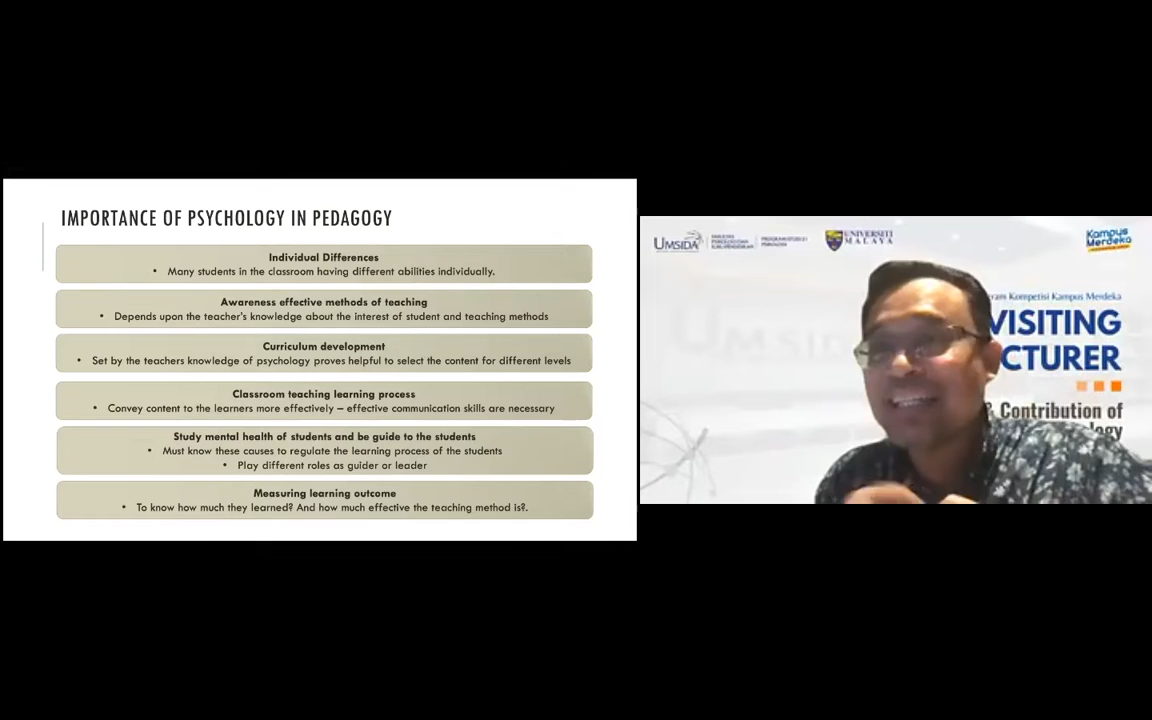 IMPORTANCE OF PSYCHOLOGY IN PEDAGOGY
Individual Differences
• Many students in the classroom having different abilities individually.
Awareness effective methods of teaching
• Depends upon the teacher's knowledge about the interest of student and teaching methods
Curriculum development
• Set by the teachers knowledge of psychology proves helpful to select the content for different levels
Classroom teaching learning process
• Convey content to the learners more effectively – effective communication skills are necessary
Study mental health of students and be guide to the students
• Must know these causes to regulate the learning process of the students
• Play different roles as guider or leader
Measuring learning outcome
• To know how much they learned? And how much effective the teaching method is?.
UMSIDA
UNIVERSITI
MALAYA
Kampus
Merdeka
Kompetisi Kampus Merdeka
VISITING
CTURER
& Contribution of